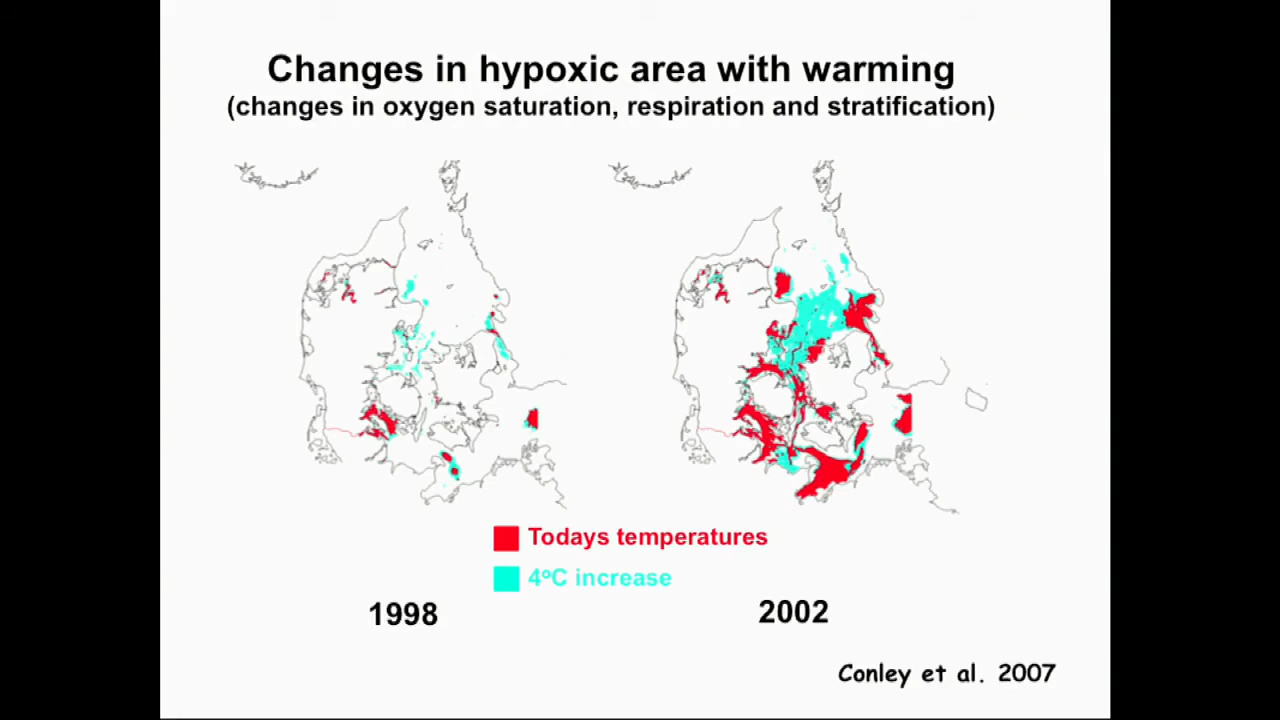 Changes in hypoxic area with warming
(changes in oxygen saturation, respiration and stratification)
Todays temperatures
4ºC increase
1998
2002
Conley et al. 2007